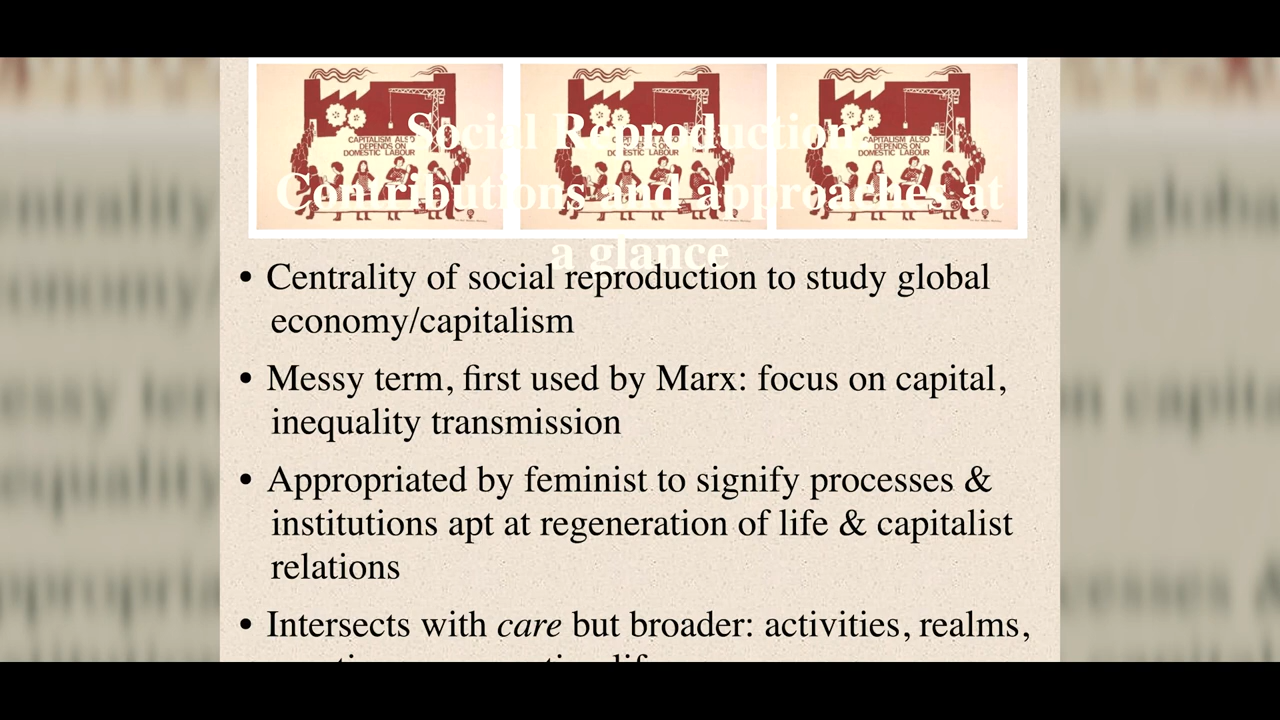 CAPITALISM ALSO
DEPENDS ON
DOMESTIC LABOUR
CAPITALISM ALSO
DEPENDS ON
DOMESTIC LABOUR
CAPITALISM ALSO
DEPENDS ON
DOMESTIC LABOUR
Social Reproduction:
Contributions and approaches at
a glance
• Centrality of social reproduction to study global
economy/capitalism
• Messy term, first used by Marx: focus on capital,
inequality transmission
• Appropriated by feminist to signify processes &
institutions apt at regeneration of life & capitalist
relations
• Intersects with care but broader: activities, realms,